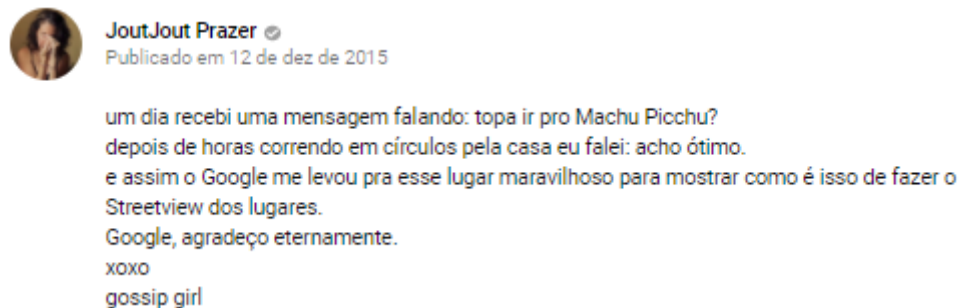 JoutJout Prazer
Publicado em 12 de dez de 2015
um dia recebi uma mensagem falando: topa ir pro Machu Picchu?
depois de horas correndo em círculos pela casa eu falei: acho ótimo.
e assim o Google me levou pra esse lugar maravilhoso para mostrar como é isso de fazer o
Streetview dos lugares.
Google, agradeço eternamente.
xoxo
gossip girl